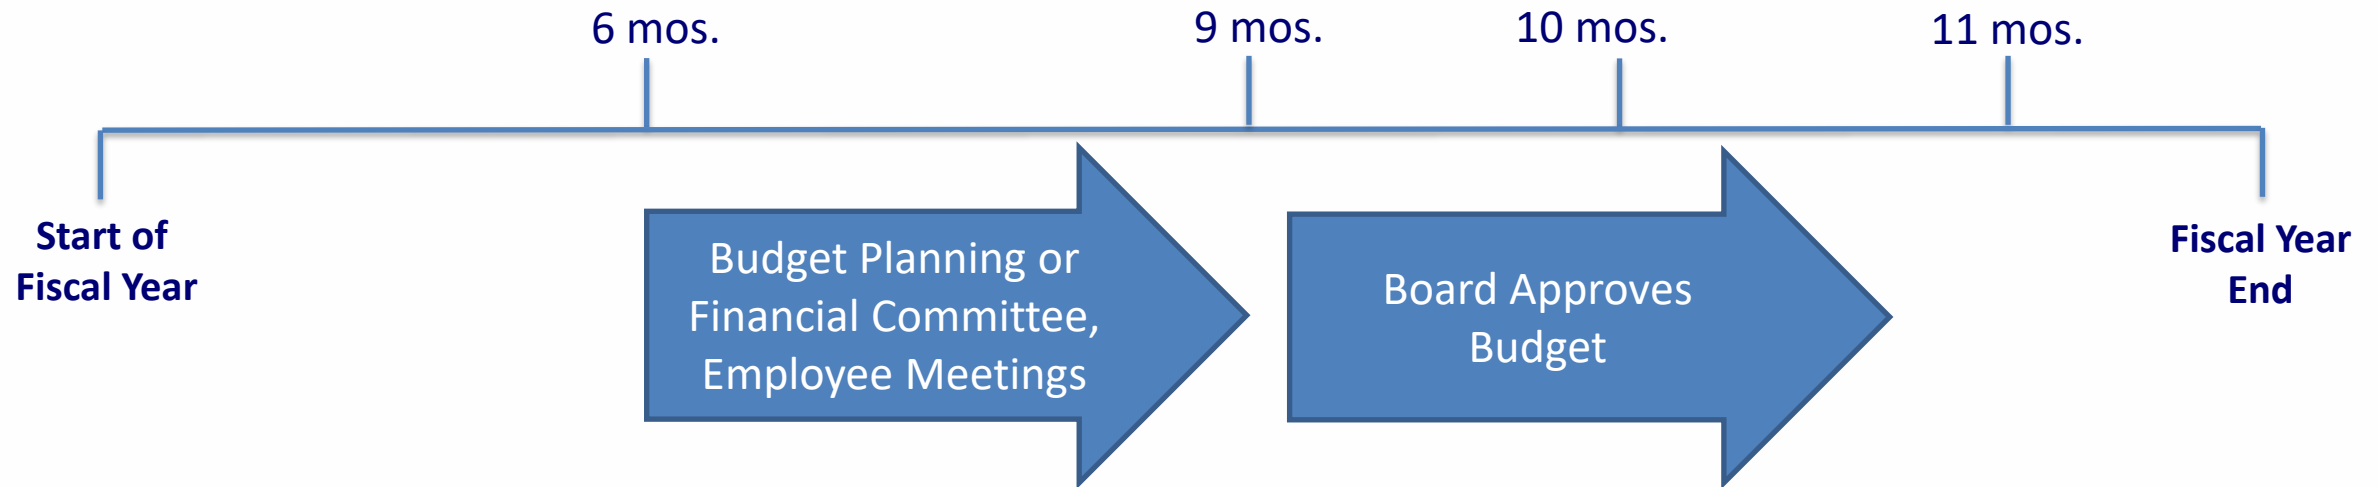 6 mos.
9 mos.
10 mos.
11 mos.
Start of
Fiscal Year
Budget Planning or
Financial Committee,
Employee Meetings
Board Approves
Budget
Fiscal Year
End